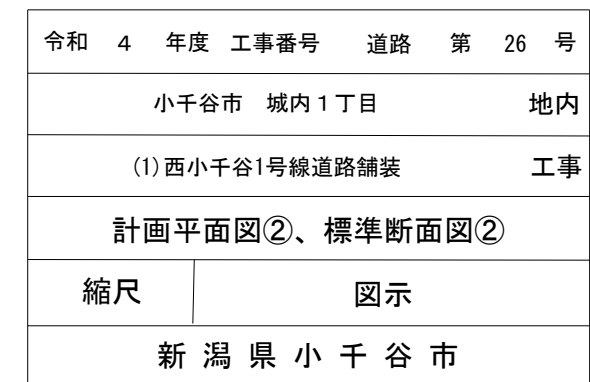 令和 4 年度 工事番号 道路 第 26 号
小千谷市 城内1丁目 地内
(1)西小千谷1号線道路舗装 工事
計画平面図②、標準断面図②
縮尺 図示
新潟県小千谷市